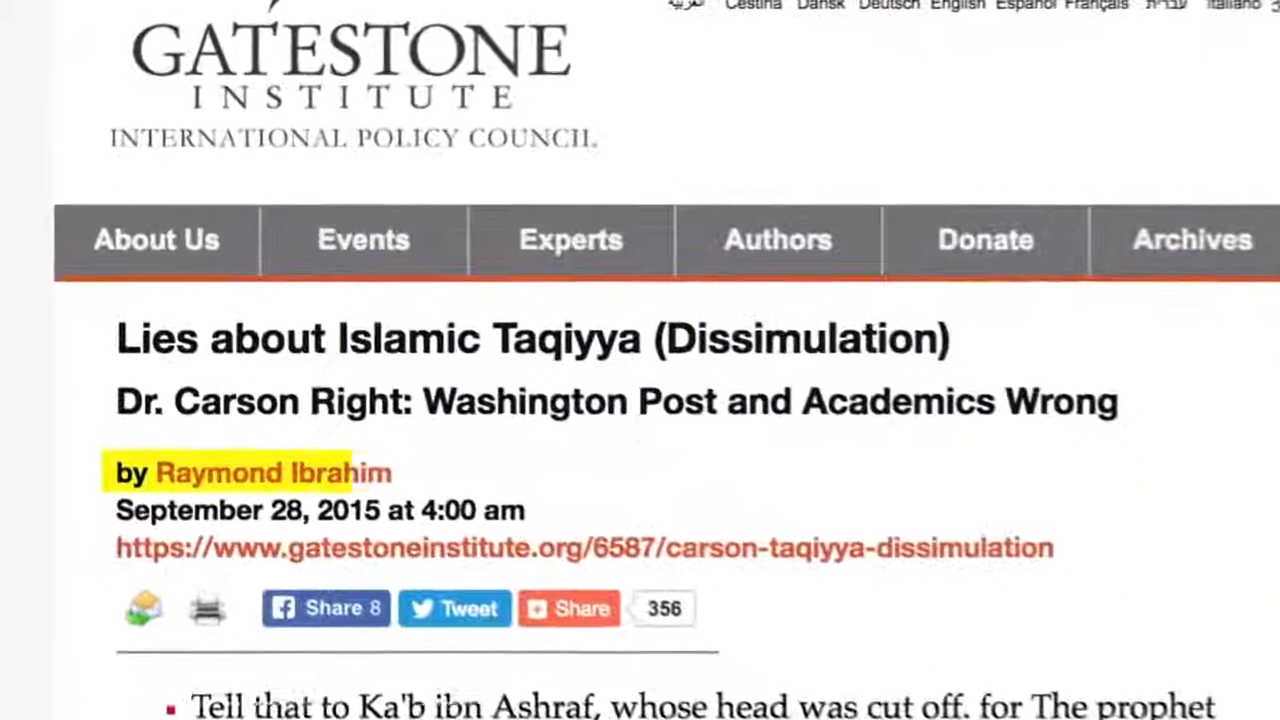 العربية Čeština Dansk Deutsch English Español Français עברית Italiano
GATESTONE
INSTITUTE
INTERNATIONAL POLICY COUNCIL
About Us Events Experts Authors Donate Archives
Lies about Islamic Taqiyya (Dissimulation)
Dr. Carson Right: Washington Post and Academics Wrong
by Raymond Ibrahim
September 28, 2015 at 4:00 am
https://www.gatestoneinstitute.org/6587/carson-taqiyya-dissimulation
Share 8 Tweet Share 356
Tell that to Ka'b ibn Ashraf, whose head was cut off. for The prophet